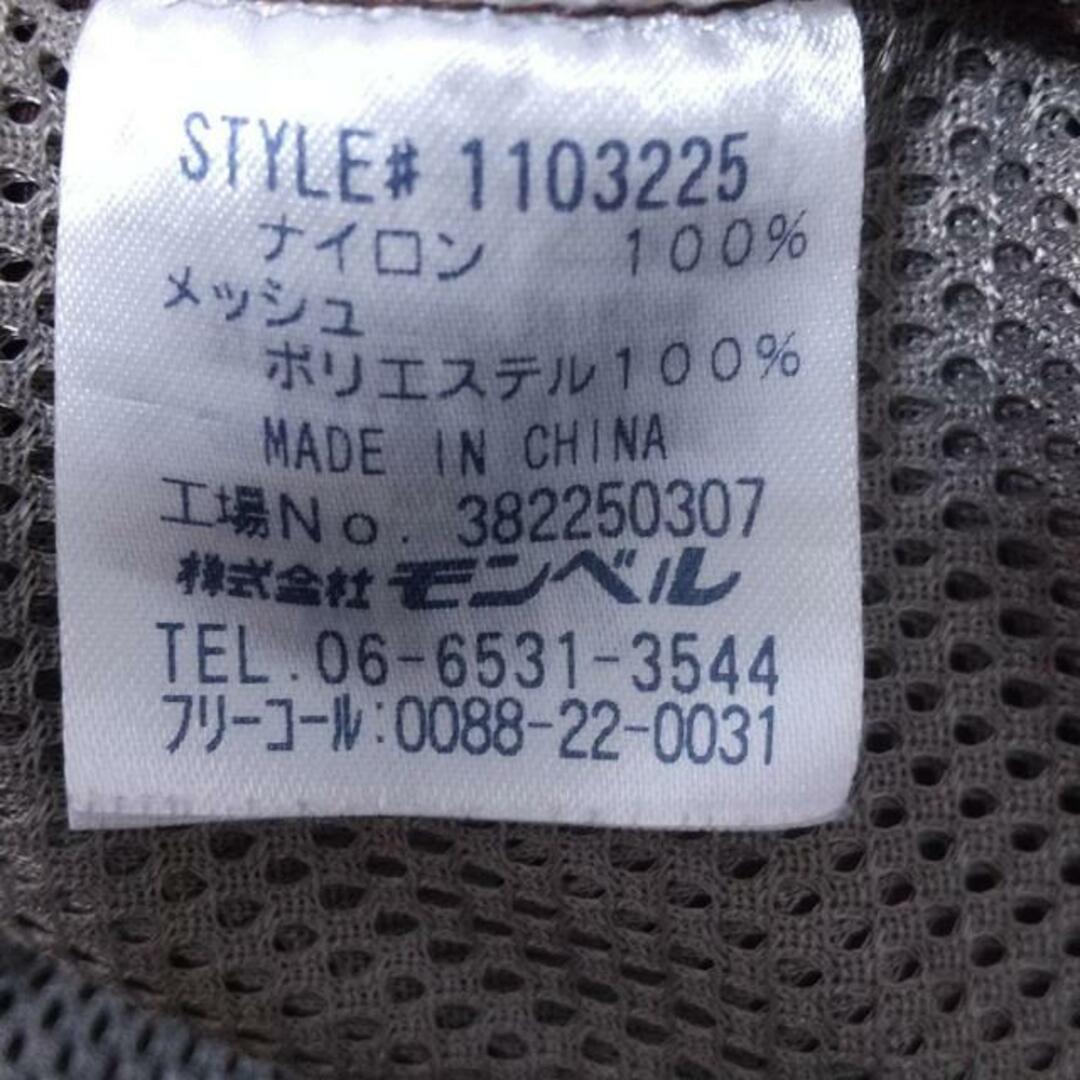 STYLE# 1103225
ナイロン 100%
メッシュ
ポリエステル100%
MADE IN CHINA
工場No. 382250307
株式会社モンベル
TEL.06-6531-3544
フリーコール:0088-22-0031